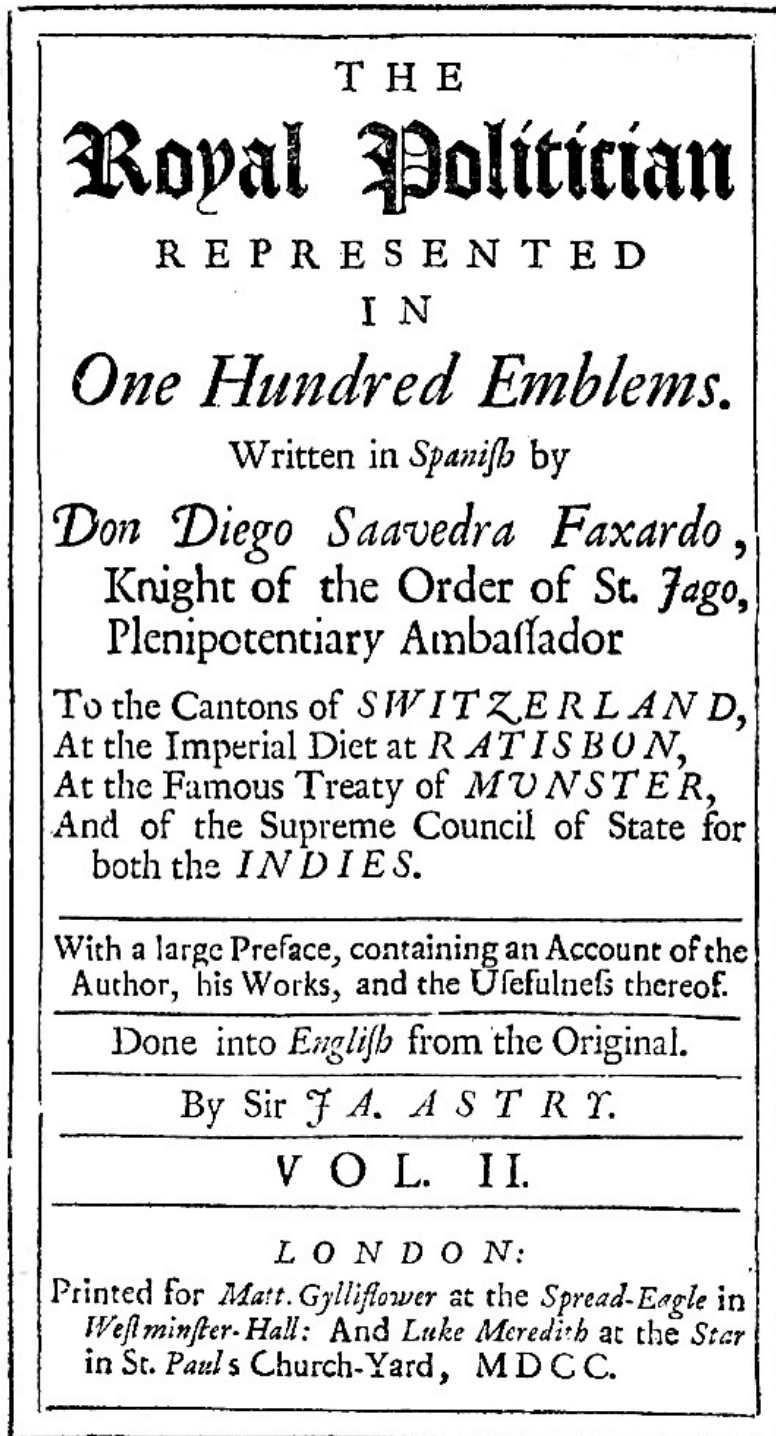 THE
Royal Politician
REPRESENTED
IN
One Hundred Emblems.
Written in Spaniſh by
Don Diego Saavedra Faxardo,
Knight of the Order of St. Jago,
Plenipotentiary Ambaſſador
To the Cantons of SWITZERLAND,
At the Imperial Diet at RATISBON,
At the Famous Treaty of MVNSTER,
And of the Supreme Council of State for
both the INDIES.
With a large Preface, containing an Account of the
Author, his Works, and the Uſefulneſs thereof.
Done into Engliſh from the Original.
By Sir JA. ASTRY.
VOL. II.
LONDON:
Printed for Matt. Gylliflower at the Spread-Eagle in
Weſtminſter-Hall: And Luke Meredith at the Star
in St. Pauls Church-Yard, MDCC.